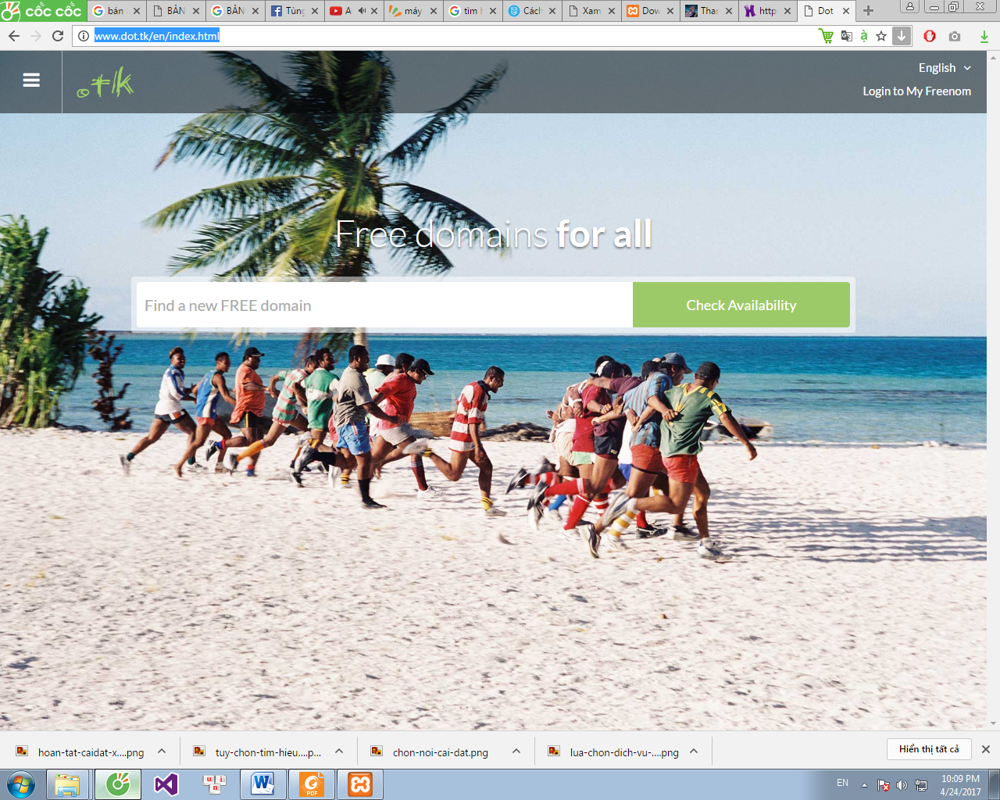 cốc cốc
bán
BẢN
BẢN
Tùng
A
máy
tìm
Cách
Xam
Dow
Thar
http
Dot
www.dot.tk/en/index.html
.tk
English
Login to My Freenom
Free domains for all
Find a new FREE domain
Check Availability
hoan-tat-caidat-x....png
tuy-chon-tim-hieu....p...
chon-noi-cai-dat.png
lua-chon-dich-vu-....png
Hiển thị tất cả
PDF
EN
10:09 PM
4/24/2017